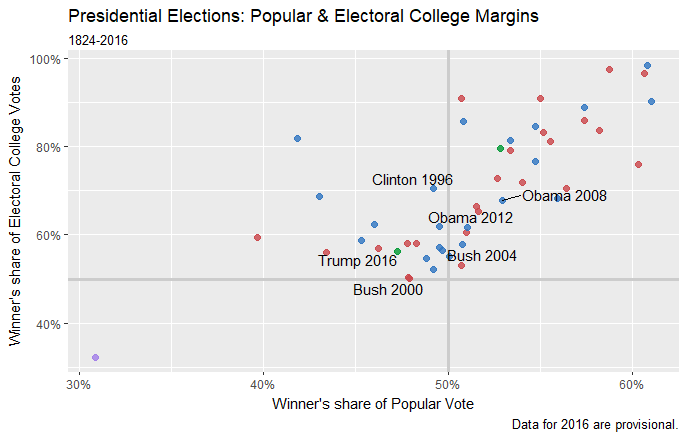 Presidential Elections: Popular & Electoral College Margins
1824-2016
100%
80%
60%
40%
Winner's share of Electoral College Votes
Clinton 1996
Obama 2008
Obama 2012
Bush 2004
Trump 2016
Bush 2000
30%
40%
50%
60%
Winner's share of Popular Vote
Data for 2016 are provisional.